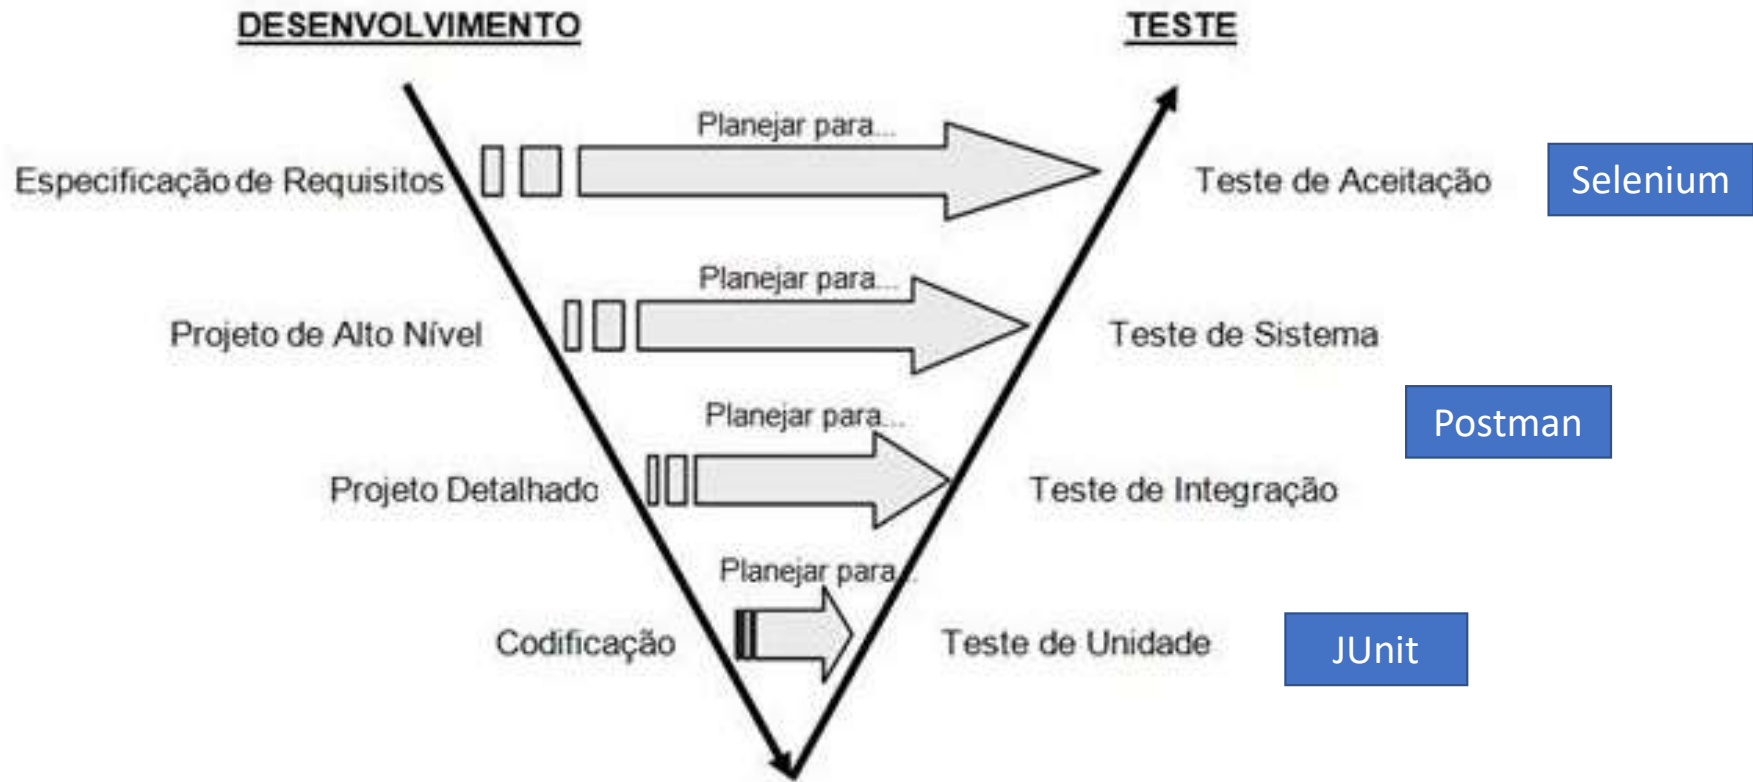 DESENVOLVIMENTO
TESTE
Planejar para...
Especificação de Requisitos
Teste de Aceitação
Selenium
Planejar para...
Projeto de Alto Nível
Teste de Sistema
Planejar para...
Postman
Projeto Detalhado
Teste de Integração
Planejar para...
Codificação
Teste de Unidade
JUnit